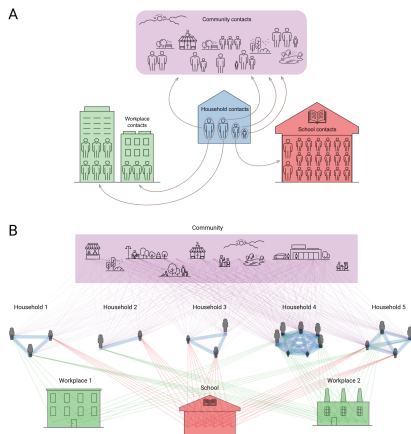 A
Community contacts
Household contacts
Workplace
contacts
School contacts
B
Community
Household 1
Household 2
Household 3
Household 4
Household 5
Workplace 1
School
Workplace 2